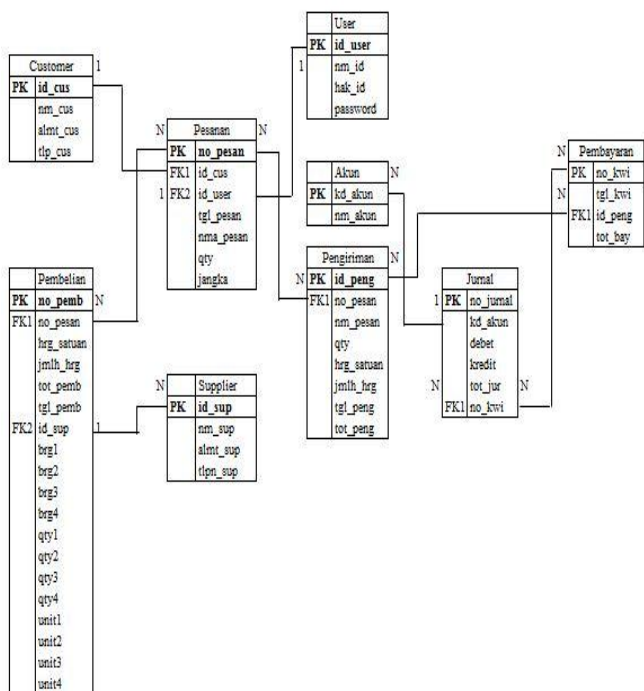 User
PK id_user
1
nm_id
hak_id
password
Customer 1
PK id_cus
nm_cus
almt_cus
tlp_cus
N Pesanan N
PK no_pesan
FK1 id_cus
1 FK2 id_user
tgl_pesan
nma_pesan
qty
jangka
Akun N
PK kd_akun
nm_akun
N Pembayaran
PK no_kwi
N tgl_kwi
FK1 id_peng
tot_bay
Pengiriman N
N PK id_peng
FK1 no_pesan
nm_pesan
qty
hrg_satuan
jmlh_hrg
tgl_peng
tot_peng
Jurnal
1 PK no_jurnal
kd_akun
debet
kredit
N tot_jur N
FK1 no_kwi
Pembelian
PK no_pemb N
FK1 no_pesan
hrg_satuan
jmlh_hrg
tot_pemb
tgl_pemb
FK2 id_sup 1
brg1
brg2
brg3
brg4
qty1
qty2
qty3
qty4
unit1
unit2
unit3
unit4
N Supplier
PK id_sup
nm_sup
almt_sup
tlpn_sup